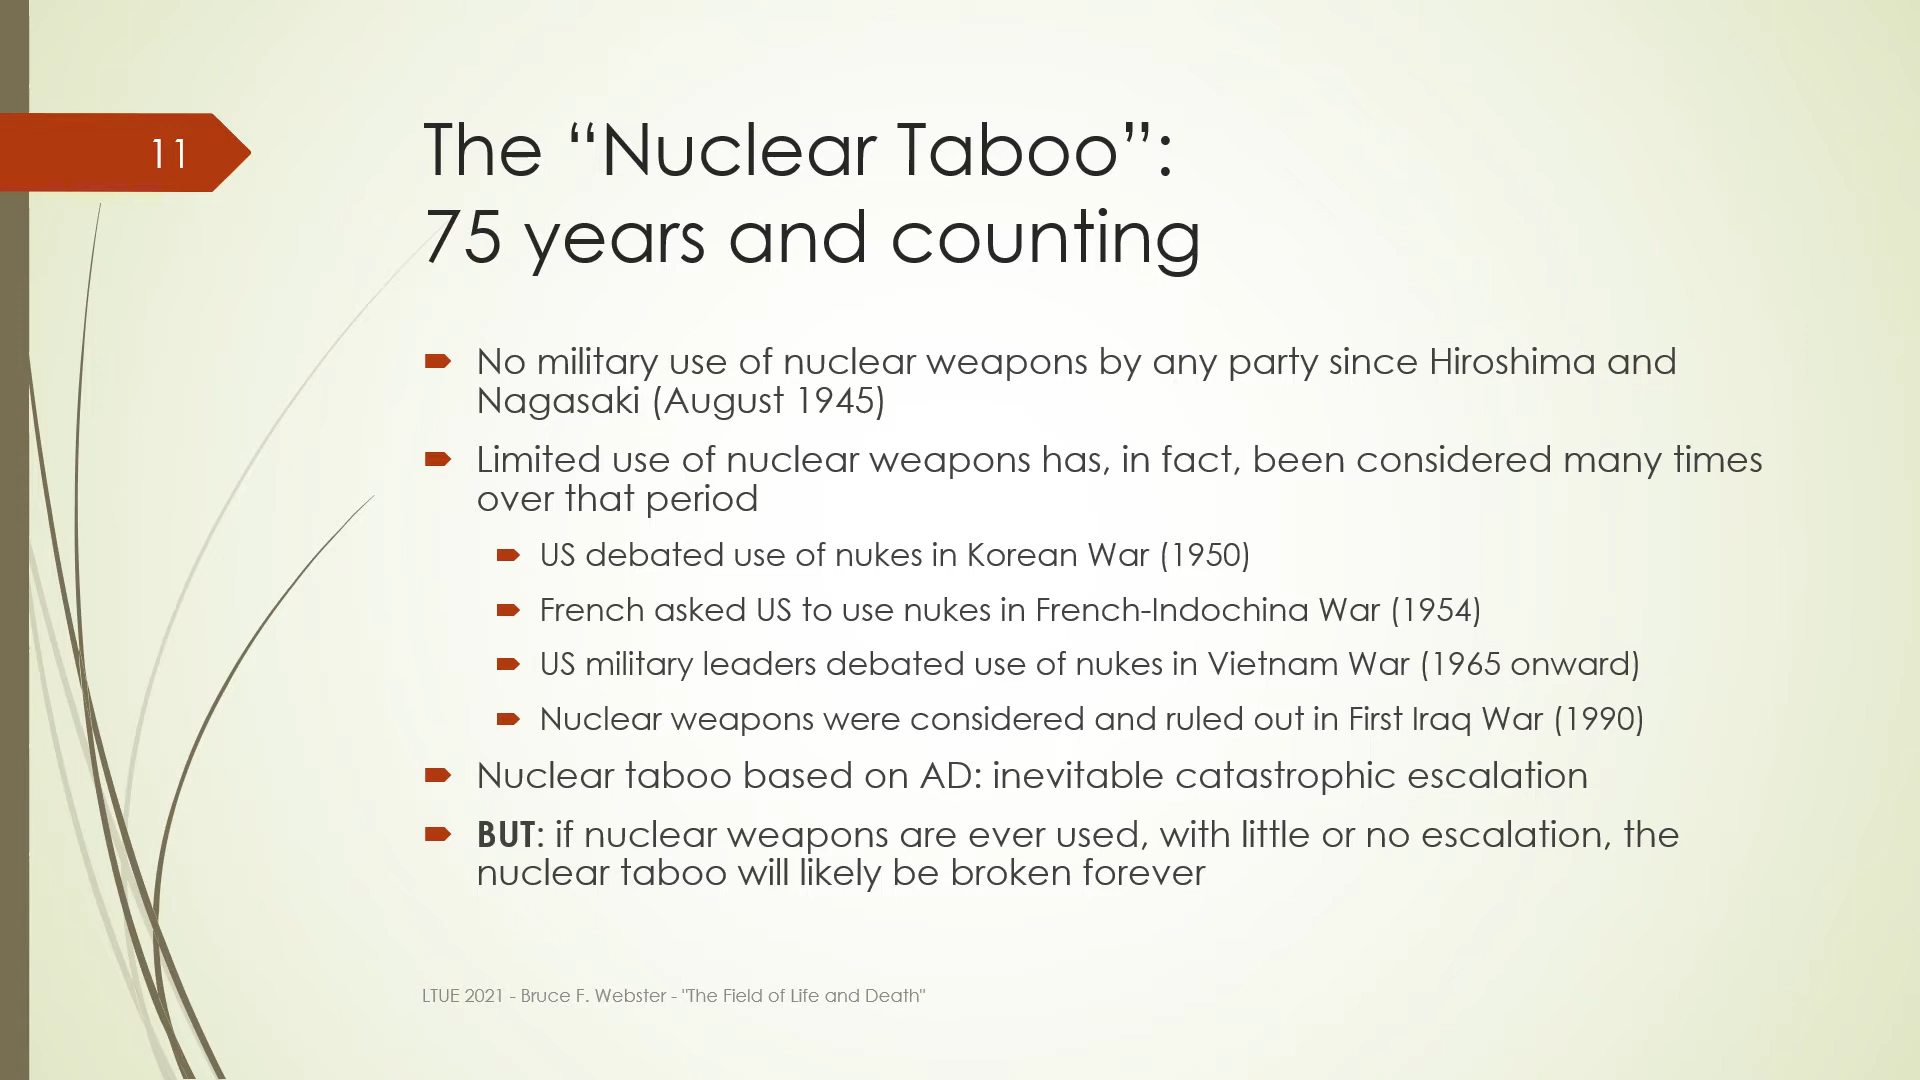 11
The “Nuclear Taboo”:
75 years and counting
No military use of nuclear weapons by any party since Hiroshima and
Nagasaki (August 1945)
Limited use of nuclear weapons has, in fact, been considered many times
over that period
US debated use of nukes in Korean War (1950)
French asked US to use nukes in French-Indochina War (1954)
US military leaders debated use of nukes in Vietnam War (1965 onward)
Nuclear weapons were considered and ruled out in First Iraq War (1990)
Nuclear taboo based on AD: inevitable catastrophic escalation
BUT: if nuclear weapons are ever used, with little or no escalation, the
nuclear taboo will likely be broken forever
LTUE 2021 - Bruce F. Webster - "The Field of Life and Death"